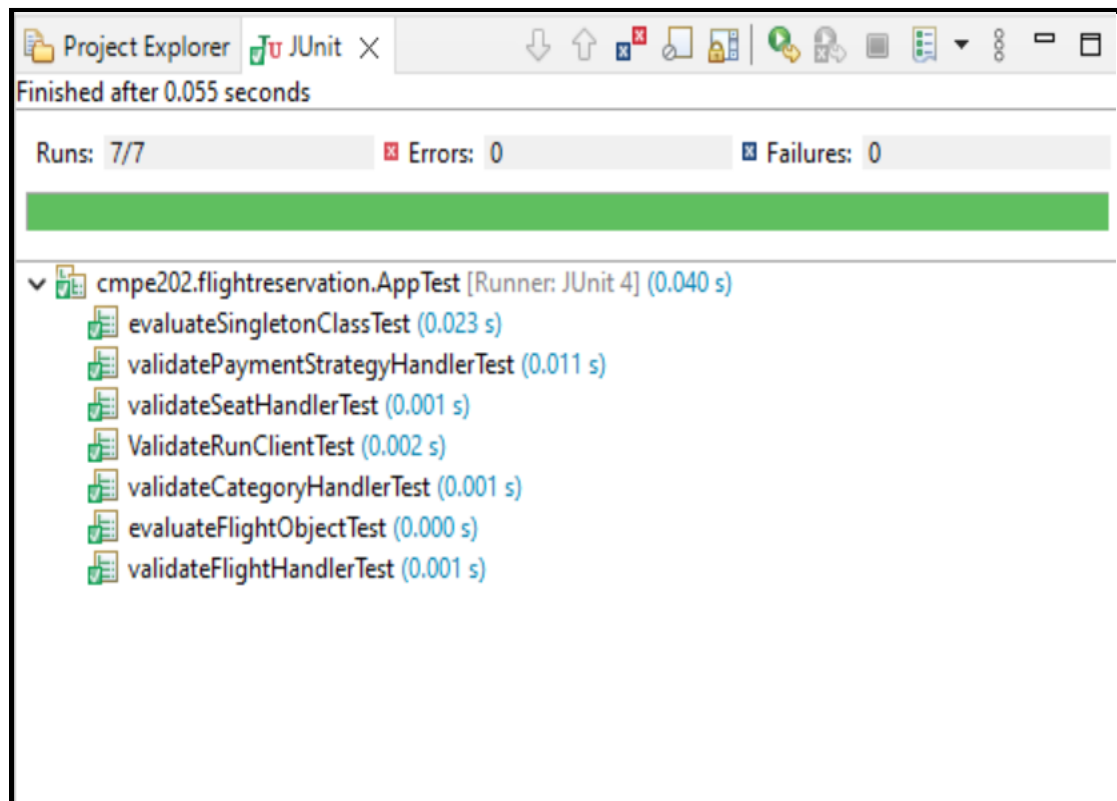 Project Explorer JUnit
Finished after 0.055 seconds
Runs: 7/7 Errors: 0 Failures: 0
cmpe202.flightreservation.AppTest [Runner: JUnit 4] (0.040 s)
evaluateSingletonClassTest (0.023 s)
validatePaymentStrategyHandlerTest (0.011 s)
validateSeatHandlerTest (0.001 s)
ValidateRunClientTest (0.002 s)
validateCategoryHandlerTest (0.001 s)
evaluateFlightObjectTest (0.000 s)
validateFlightHandlerTest (0.001 s)